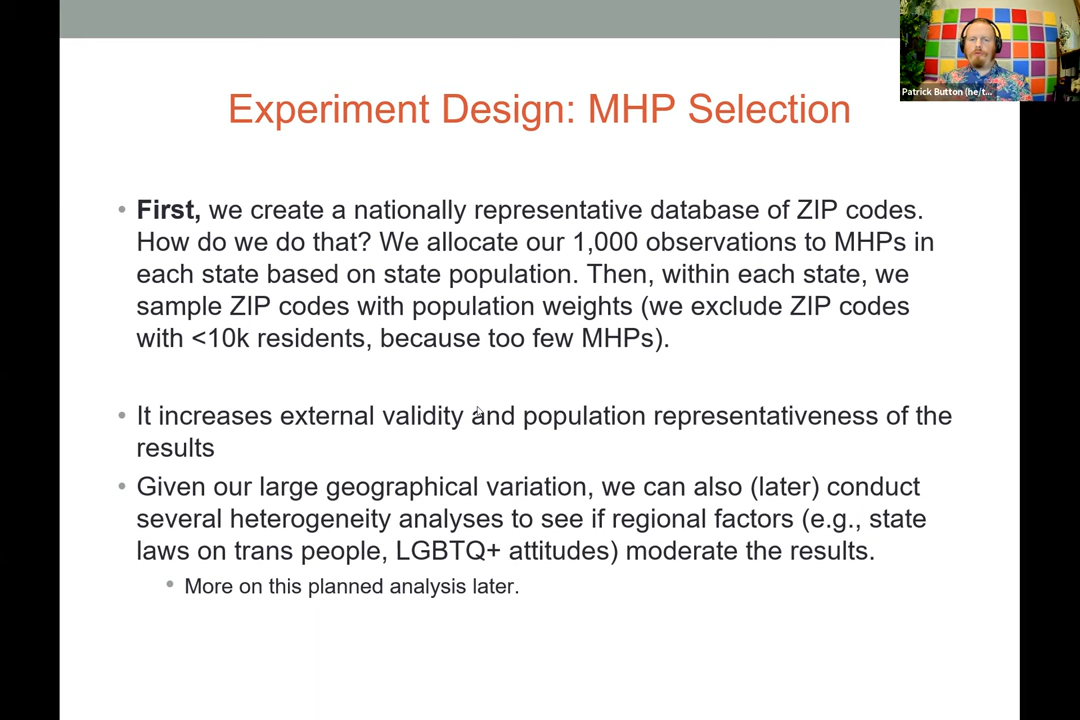 Patrick Button (he/t...
Experiment Design: MHP Selection
• First, we create a nationally representative database of ZIP codes.
How do we do that? We allocate our 1,000 observations to MHPs in
each state based on state population. Then, within each state, we
sample ZIP codes with population weights (we exclude ZIP codes
with <10k residents, because too few MHPs).
• It increases external validity and population representativeness of the
results
• Given our large geographical variation, we can also (later) conduct
several heterogeneity analyses to see if regional factors (e.g., state
laws on trans people, LGBTQ+ attitudes) moderate the results.
• More on this planned analysis later.